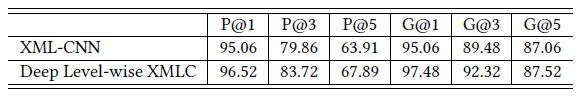 P@1 P@3 P@5 G@1 G@3 G@5
XML-CNN 95.06 79.86 63.91 95.06 89.48 87.06
Deep Level-wise XMLC 96.52 83.72 67.89 97.48 92.32 87.52